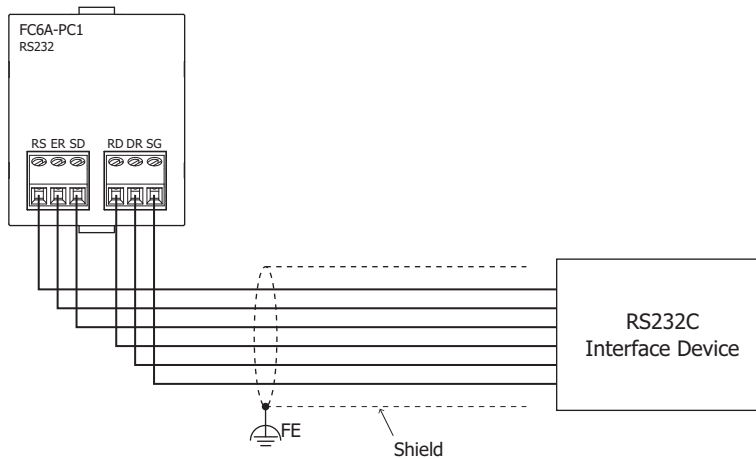 FC6A-PC1
RS232
RS ER SD RD DR SG
RS232C
Interface Device
FE
Shield